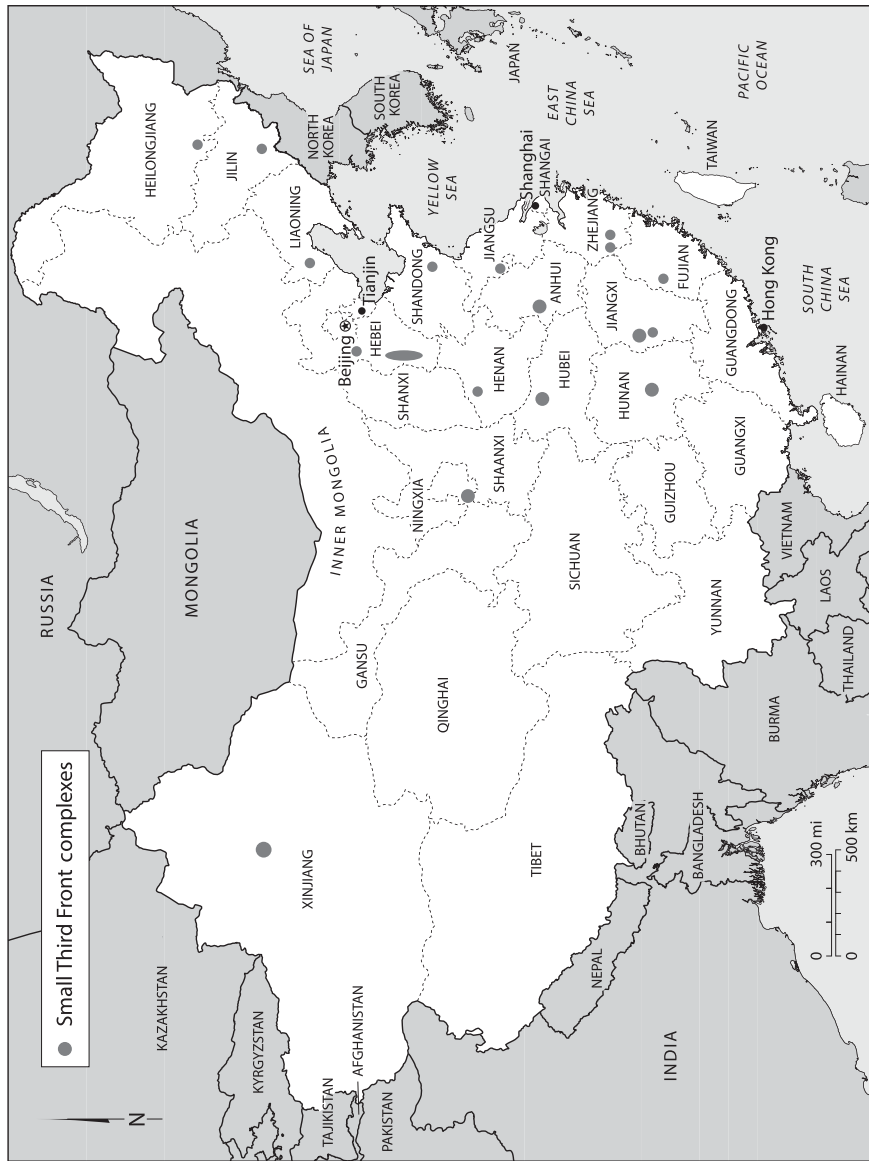 Small Third Front complexes
N
RUSSIA
KAZAKHSTAN
MONGOLIA
KYRGYZSTAN
TAJIKISTAN
AFGHANISTAN
PAKISTAN
HEILONGJIANG
JILIN
LIAONING
NORTH
KOREA
SOUTH
KOREA
SEA OF
JAPAN
JAPAN
INNER MONGOLIA
Beijing
Tianjin
HEBEI
XINJIANG
GANSU
NINGXIA
SHANXI
SHANDONG
YELLOW
SEA
QINGHAI
SHAANXI
HENAN
JIANGSU
Shanghai
SHANGAI
EAST
CHINA
SEA
TIBET
SICHUAN
HUBEI
ANHUI
ZHEJIANG
NEPAL
BHUTAN
BANGLADESH
INDIA
GUIZHOU
HUNAN
JIANGXI
FUJIAN
YUNNAN
GUANGXI
GUANGDONG
TAIWAN
PACIFIC
OCEAN
BURMA
VIETNAM
LAOS
THAILAND
Hong Kong
HAINAN
SOUTH
CHINA
SEA
0 300 mi
0 500 km